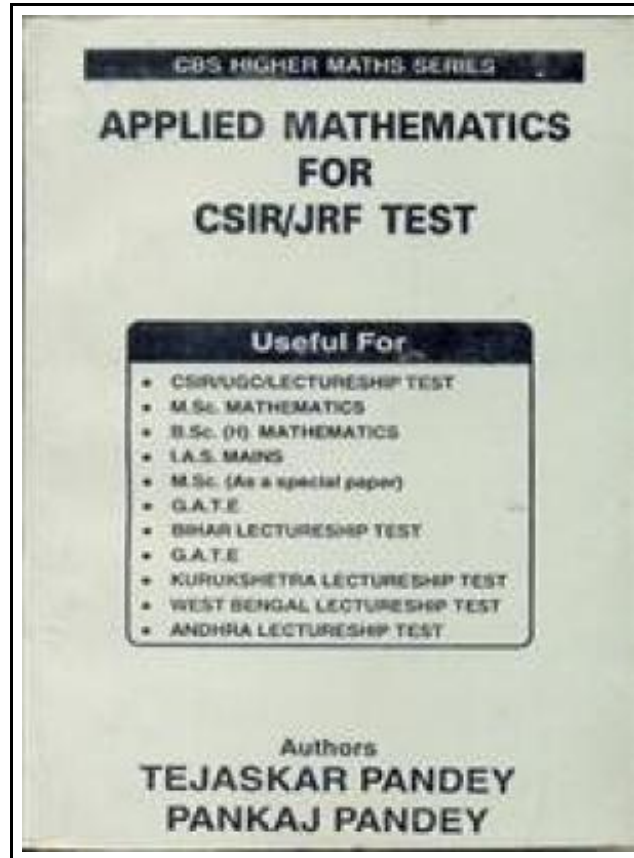 CBS HIGHER MATHS SERIES
APPLIED MATHEMATICS
FOR
CSIR/JRF TEST
Useful For
• CSIR/UGC/LECTURESHIP TEST
• M.Sc. MATHEMATICS
• B.Sc. (H) MATHEMATICS
• I.A.S. MAINS
• M.Sc. (As a special paper)
• G.A.T.E
• BIHAR LECTURESHIP TEST
• G.A.T.E
• KURUKSHETRA LECTURESHIP TEST
• WEST BENGAL LECTURESHIP TEST
• ANDHRA LECTURESHIP TEST
Authors
TEJASKAR PANDEY
PANKAJ PANDEY